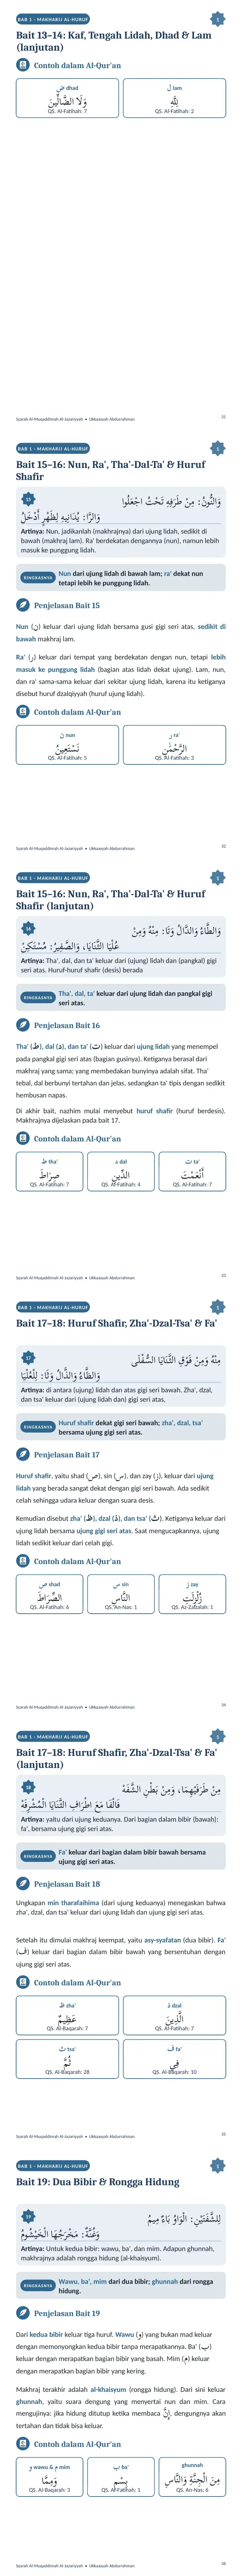 BAB 1 · MAKHARIJ AL-HURUF
1
Bait 13–14: Kaf, Tengah Lidah, Dhad & Lam
(lanjutan)
Contoh dalam Al-Qur'an
ض dhad
وَلَا الضَّالِّينَ
QS. Al-Fatihah: 7
ل lam
لِلَّهِ
QS. Al-Fatihah: 2
Syarah Al-Muqaddimah Al-Jazariyyah • Ukkaasyah Abdurrahman
31
BAB 1 · MAKHARIJ AL-HURUF
1
Bait 15–16: Nun, Ra', Tha'-Dal-Ta' & Huruf
Shafir
15
وَالنُّونُ: مِنْ طَرَفِهِ تَحْتُ اجْعَلُوا
وَالرَّا: يُدَانِيهِ لِظَهْرٍ أَدْخَلُ
Artinya: Nun, jadikanlah (makhrajnya) dari ujung lidah, sedikit di
bawah (makhraj lam). Ra' berdekatan dengannya (nun), namun lebih
masuk ke punggung lidah.
RINGKASNYA
Nun dari ujung lidah di bawah lam; ra' dekat nun
tetapi lebih ke punggung lidah.
Penjelasan Bait 15
Nun (ن) keluar dari ujung lidah bersama gusi gigi seri atas, sedikit di
bawah makhraj lam.
Ra' (ر) keluar dari tempat yang berdekatan dengan nun, tetapi lebih
masuk ke punggung lidah (bagian atas lidah dekat ujung). Lam, nun,
dan ra' keluar dari sekitar ujung lidah, karena itu ketiganya
disebut huruf dzalqiyyah (huruf ujung lidah).
Contoh dalam Al-Qur'an
ن nun
نَسْتَعِينُ
QS. Al-Fatihah: 5
ر ra'
الرَّحْمَٰنِ
QS. Al-Fatihah: 3
Syarah Al-Muqaddimah Al-Jazariyyah • Ukkaasyah Abdurrahman
32
BAB 1 · MAKHARIJ AL-HURUF
1
Bait 15–16: Nun, Ra', Tha'-Dal-Ta' & Huruf
Shafir (lanjutan)
16
وَالطَّاءُ وَالدَّالُ وَتَا: مِنْهُ وَمِنْ
عُلْيَا الثَّنَايَا، وَالصَّفِيرُ: مُسْتَكِنّْ
Artinya: Tha', dal, dan ta' keluar dari (ujung) lidah dan (pangkal) gigi
seri atas. Huruf-huruf shafir (desis) berada
RINGKASNYA
Tha', dal, ta' keluar dari ujung lidah dan pangkal gigi
seri atas.
Penjelasan Bait 16
Tha' (ط), dal (د), dan ta' (ت) keluar dari ujung lidah yang menempel
pada pangkal gigi seri atas (bagian gusinya). Ketiganya berasal dari
makhraj yang sama; yang membedakan bunyinya adalah sifat. Tha'
tebal, dal berbunyi tertahan dan jelas, sedangkan ta' tipis dengan sedikit
hembusan napas.
Di akhir bait, nazhim mulai menyebut huruf shafir (huruf berdesis).
Makhrajnya dijelaskan pada bait 17.
Contoh dalam Al-Qur'an
ط tha'
صِرَاطَ
QS. Al-Fatihah: 7
د dal
الدِّينِ
QS. Al-Fatihah: 4
ت ta'
أَنْعَمْتَ
QS. Al-Fatihah: 7
Syarah Al-Muqaddimah Al-Jazariyyah • Ukkaasyah Abdurrahman
33
BAB 1 · MAKHARIJ AL-HURUF
1
Bait 17–18: Huruf Shafir, Zha'-Dzal-Tsa' & Fa'
17
مِنْهُ وَمِنْ فَوْقِ الثَّنَايَا السُّفْلَى
وَالظَّاءُ وَالذَّالُ وَثَا: لِلْعُلْيَا
Artinya: di antara (ujung) lidah dan atas gigi seri bawah. Zha', dzal,
dan tsa' keluar dari (ujung lidah dan) gigi seri atas,
RINGKASNYA
Huruf shafir dekat gigi seri bawah; zha', dzal, tsa'
bersama ujung gigi seri atas.
Penjelasan Bait 17
Huruf shafir, yaitu shad (ص), sin (س), dan zay (ز), keluar dari ujung
lidah yang berada sangat dekat dengan gigi seri bawah. Ada sedikit
celah sehingga udara keluar dengan suara desis.
Kemudian disebut zha' (ظ), dzal (ذ), dan tsa' (ث). Ketiganya keluar dari
ujung lidah bersama ujung gigi seri atas. Saat mengucapkannya, ujung
lidah sedikit keluar dari celah gigi.
Contoh dalam Al-Qur'an
ص shad
الصِّرَاطَ
QS. Al-Fatihah: 6
س sin
النَّاسِ
QS. An-Nas: 1
ز zay
زُلْزِلَتِ
QS. Az-Zalzalah: 1
Syarah Al-Muqaddimah Al-Jazariyyah • Ukkaasyah Abdurrahman
34
BAB 1 · MAKHARIJ AL-HURUF
1
Bait 17–18: Huruf Shafir, Zha'-Dzal-Tsa' & Fa'
(lanjutan)
18
مِنْ طَرَفَيْهِمَا، وَمِنْ بَطْنِ الشَّفَهْ
فَالْفَا مَعَ اطْرَافِ الثَّنَايَا الْمُشْرِفَهْ
Artinya: yaitu dari ujung keduanya. Dari bagian dalam bibir (bawah):
fa', bersama ujung gigi seri atas.
RINGKASNYA
Fa' keluar dari bagian dalam bibir bawah bersama
ujung gigi seri atas.
Penjelasan Bait 18
Ungkapan min tharafaihima (dari ujung keduanya) menegaskan bahwa
zha', dzal, dan tsa' keluar dari ujung lidah dan ujung gigi seri atas.
Setelah itu dimulai makhraj keempat, yaitu asy-syafatan (dua bibir). Fa'
(ف) keluar dari bagian dalam bibir bawah yang bersentuhan dengan
ujung gigi seri atas.
Contoh dalam Al-Qur'an
ظ zha'
عَظِيمٌ
QS. Al-Baqarah: 7
ذ dzal
الَّذِينَ
QS. Al-Fatihah: 7
ث tsa'
ثُمَّ
QS. Al-Baqarah: 28
ف fa'
فِي
QS. Al-Baqarah: 10
Syarah Al-Muqaddimah Al-Jazariyyah • Ukkaasyah Abdurrahman
35
BAB 1 · MAKHARIJ AL-HURUF
1
Bait 19: Dua Bibir & Rongga Hidung
19
لِلشَّفَتَيْنِ: الْوَاوُ بَاءٌ مِيمُ
وَغُنَّةٌ: مَخْرَجُهَا الْخَيْشُومُ
Artinya: Untuk kedua bibir: wawu, ba', dan mim. Adapun ghunnah,
makhrajnya adalah rongga hidung (al-khaisyum).
RINGKASNYA
Wawu, ba', mim dari dua bibir; ghunnah dari rongga
hidung.
Penjelasan Bait 19
Dari kedua bibir keluar tiga huruf. Wawu (و) yang bukan mad keluar
dengan memonyongkan kedua bibir tanpa merapatkannya. Ba' (ب)
keluar dengan merapatkan bagian bibir yang basah. Mim (م) keluar
dengan merapatkan bagian bibir yang kering.
Makhraj terakhir adalah al-khaisyum (rongga hidung). Dari sini keluar
ghunnah, yaitu suara dengung yang menyertai nun dan mim. Cara
mengujinya: jika hidung ditutup ketika membaca إِنَّ, dengungnya akan
tertahan dan tidak bisa keluar.
Contoh dalam Al-Qur'an
و wawu & م mim
وَمِمَّا
QS. Al-Baqarah: 3
ب ba'
بِسْمِ
QS. Al-Fatihah: 1
ghunnah
مِنَ الْجِنَّةِ وَالنَّاسِ
QS. An-Nas: 6
Syarah Al-Muqaddimah Al-Jazariyyah • Ukkaasyah Abdurrahman
36